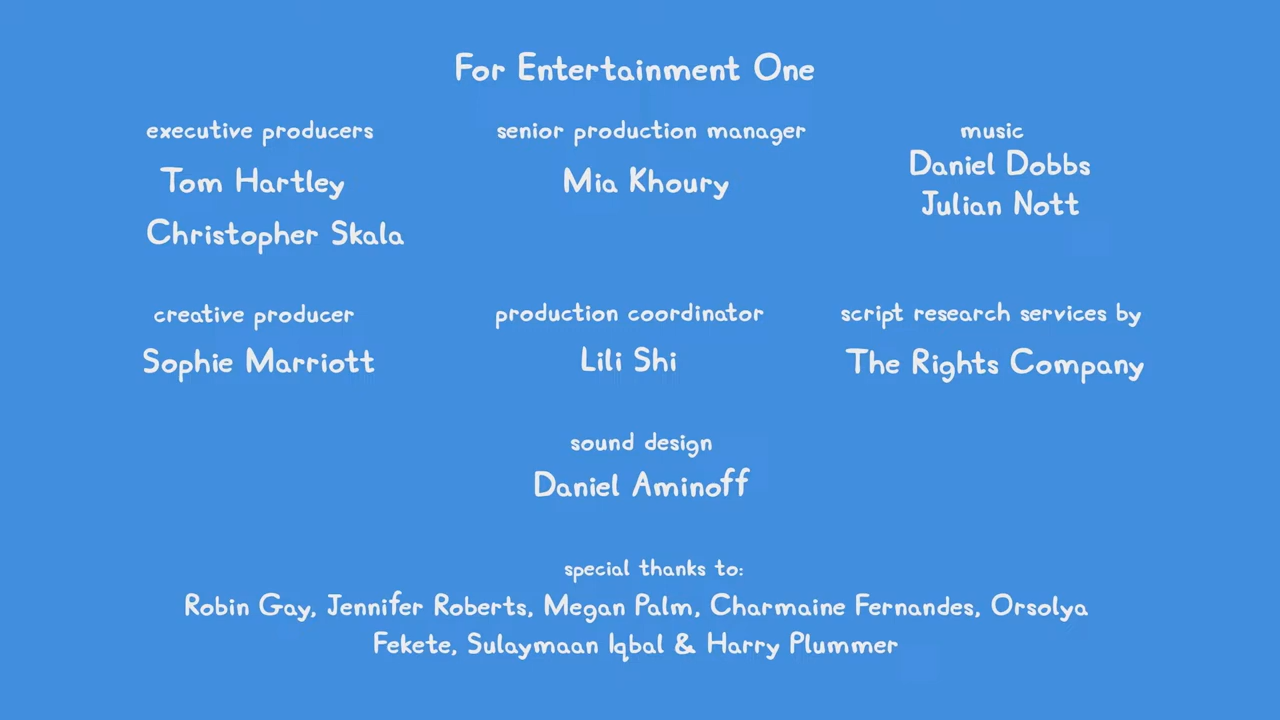 For Entertainment One
executive producers
Tom Hartley
Christopher Skala
senior production manager
Mia Khoury
music
Daniel Dobbs
Julian Nott
creative producer
Sophie Marriott
production coordinator
Lili Shi
script research services by
The Rights Company
sound design
Daniel Aminoff
special thanks to:
Robin Gay, Jennifer Roberts, Megan Palm, Charmaine Fernandes, Orsolya
Fekete, Sulaymaan Iqbal & Harry Plummer